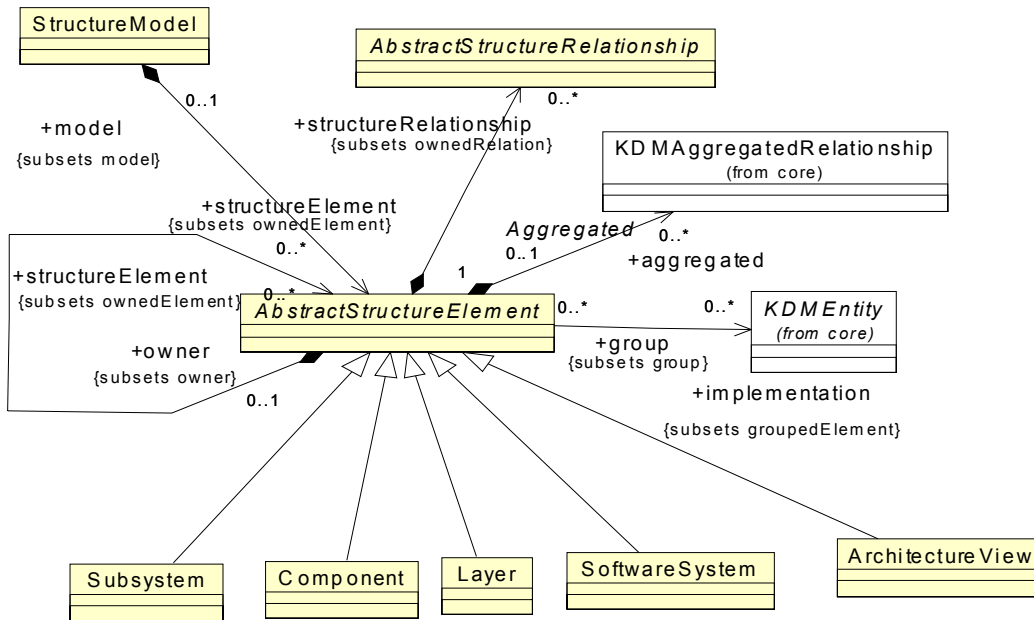 StructureModel
AbstractStructureRelationship
0..1
0..*
+model
{subsets model}
+structureRelationship
{subsets ownedRelation}
KDMAggregatedRelationship
(from core)
+structureElement
{subsets ownedElement}
Aggregated
0..1
0..*
+aggregated
0..*
+structureElement
{subsets ownedElement}
0..*
1
AbstractStructureElement
0..*
0..*
KDMEntity
(from core)
+group
{subsets group}
+owner
{subsets owner}
0..1
+implementation
{subsets groupedElement}
Subsystem
Component
Layer
SoftwareSystem
ArchitectureView